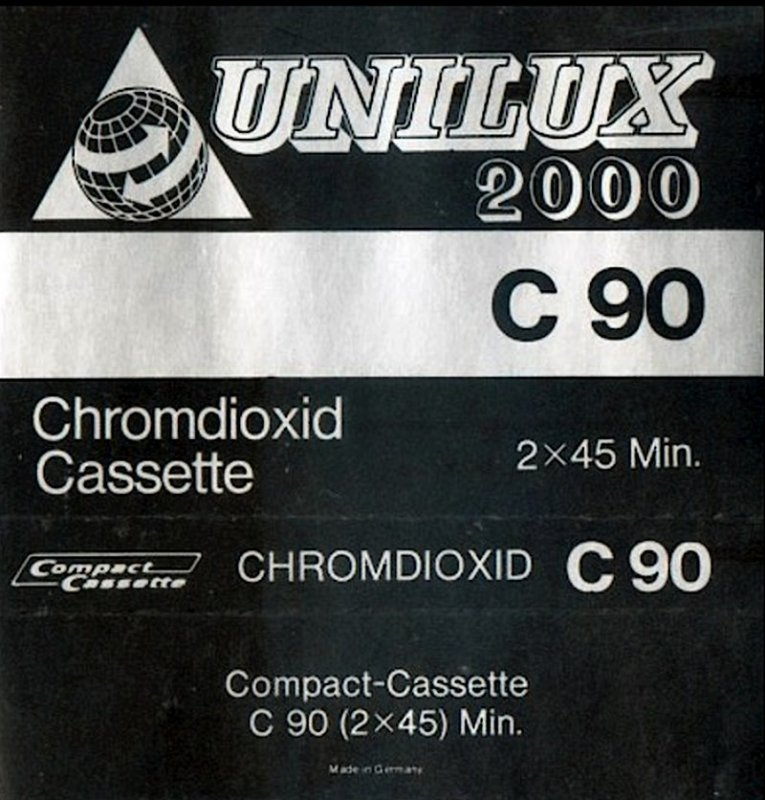 UNILUX
2000
C 90
Chromdioxid
Cassette
2×45 Min.
Compact
Cassette
CHROMDIOXID C 90
Compact-Cassette
C 90 (2×45) Min.
Made in Germany